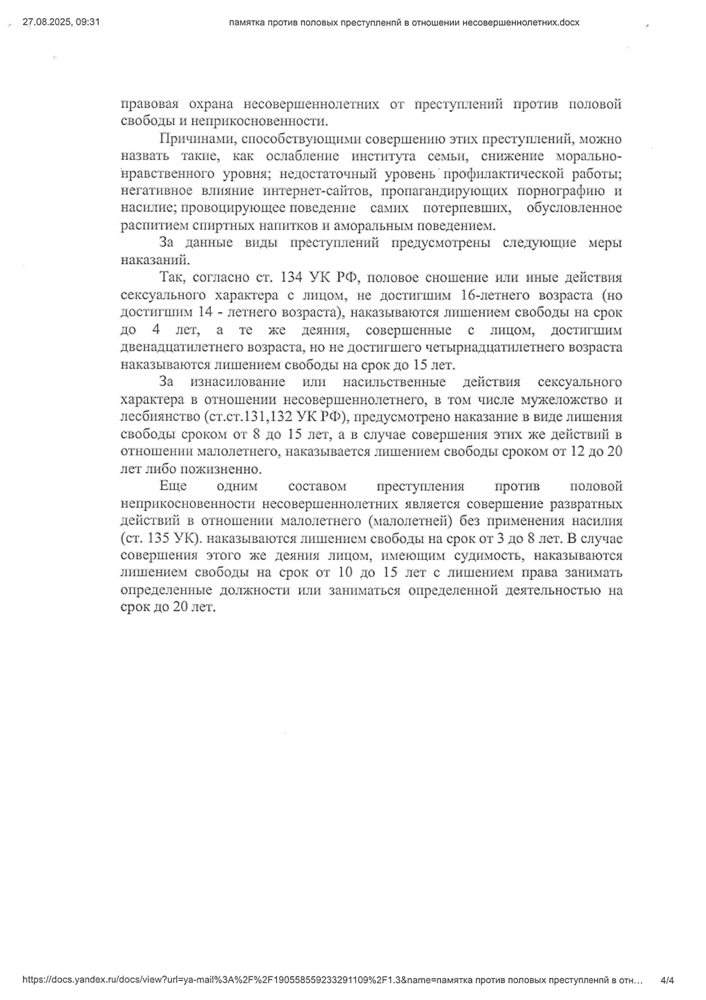 27.08.2025, 09:31
памятка против половых преступленпй в отношении несовершеннолетних.docx
правовая охрана несовершеннолетних от преступлений против половой
свободы и неприкосновенности.
Причинами, способствующими совершению этих преступлений, можно
назвать такие, как ослабление института семьи, снижение морально-
нравственного уровня; недостаточный уровень профилактической работы;
негативное влияние интернет-сайтов, пропагандирующих порнографию и
насилие; провоцирующее поведение самих потерпевших, обусловленное
распитием спиртных напитков и аморальным поведением.
За данные виды преступлений предусмотрены следующие меры
наказаний.
Так, согласно ст. 134 УК РФ, половое сношение или иные действия
сексуального характера с лицом, не достигшим 16-летнего возраста (но
достигшим 14 - летнего возраста), наказываются лишением свободы на срок
до 4 лет, а те же деяния, совершенные с лицом, достигшим
двенадцатилетнего возраста, но не достигшего четырнадцатилетнего возраста
наказываются лишением свободы на срок до 15 лет.
За изнасилование или насильственные действия сексуального
характера в отношении несовершеннолетнего, в том числе мужеложство и
лесбиянство (ст.ст.131,132 УК РФ), предусмотрено наказание в виде лишения
свободы сроком от 8 до 15 лет, а в случае совершения этих же действий в
отношении малолетнего, наказывается лишением свободы сроком от 12 до 20
лет либо пожизненно.
Еще одним составом преступления против половой
неприкосновенности несовершеннолетних является совершение развратных
действий в отношении малолетнего (малолетней) без применения насилия
(ст. 135 УК). наказываются лишением свободы на срок от 3 до 8 лет. В случае
совершения этого же деяния лицом, имеющим судимость, наказываются
лишением свободы на срок от 10 до 15 лет с лишением права занимать
определенные должности или заниматься определенной деятельностью на
срок до 20 лет.
https://docs.yandex.ru/docs/view?url=ya-mail%3A%2F%2F190558559233291109%2F1.3&name=памятка против половых преступленпй в отн… 4/4